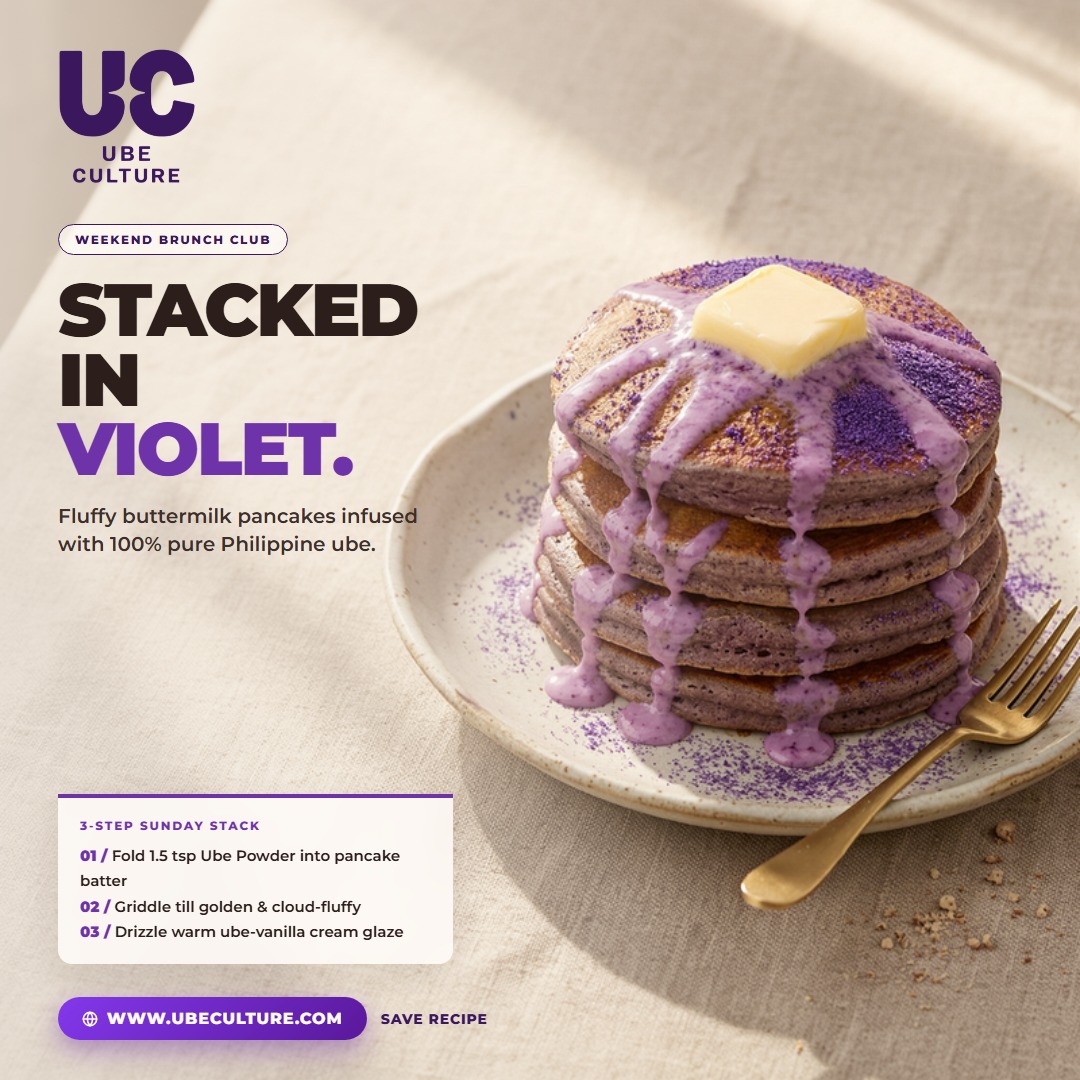 UC
UBE
CULTURE
WEEKEND BRUNCH CLUB
STACKED
IN
VIOLET.
Fluffy buttermilk pancakes infused
with 100% pure Philippine ube.
3-STEP SUNDAY STACK
01 / Fold 1.5 tsp Ube Powder into pancake
batter
02 / Griddle till golden & cloud-fluffy
03 / Drizzle warm ube-vanilla cream glaze
WWW.UBECULTURE.COM
SAVE RECIPE